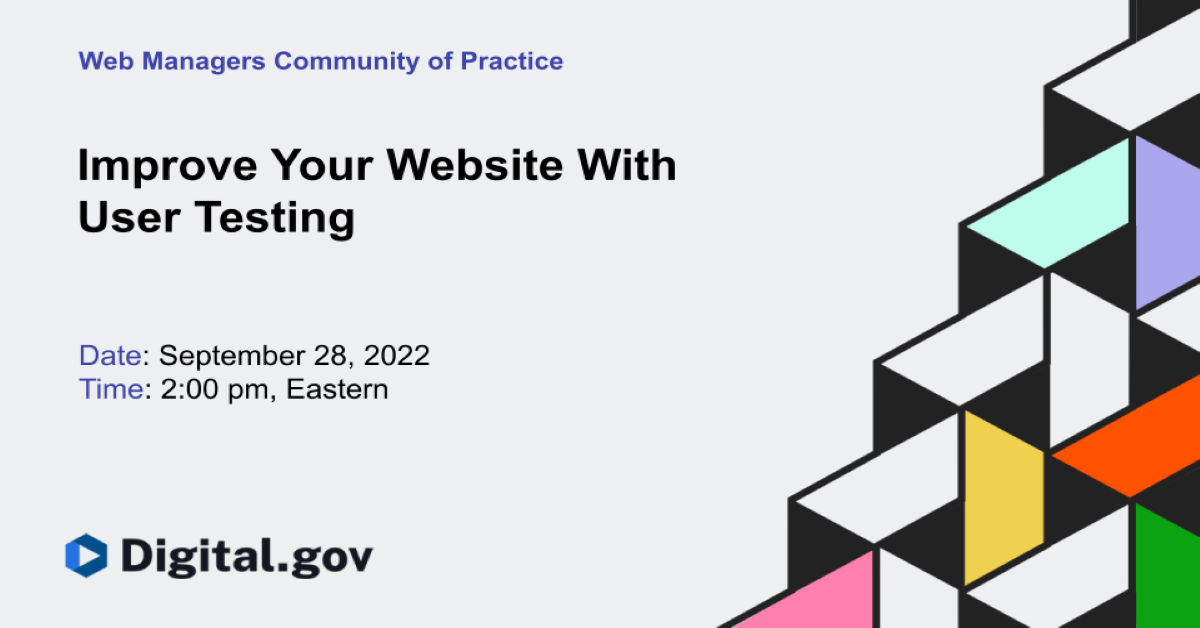 Web Managers Community of Practice
Improve Your Website With
User Testing
Date: September 28, 2022
Time: 2:00 pm, Eastern
Digital.gov